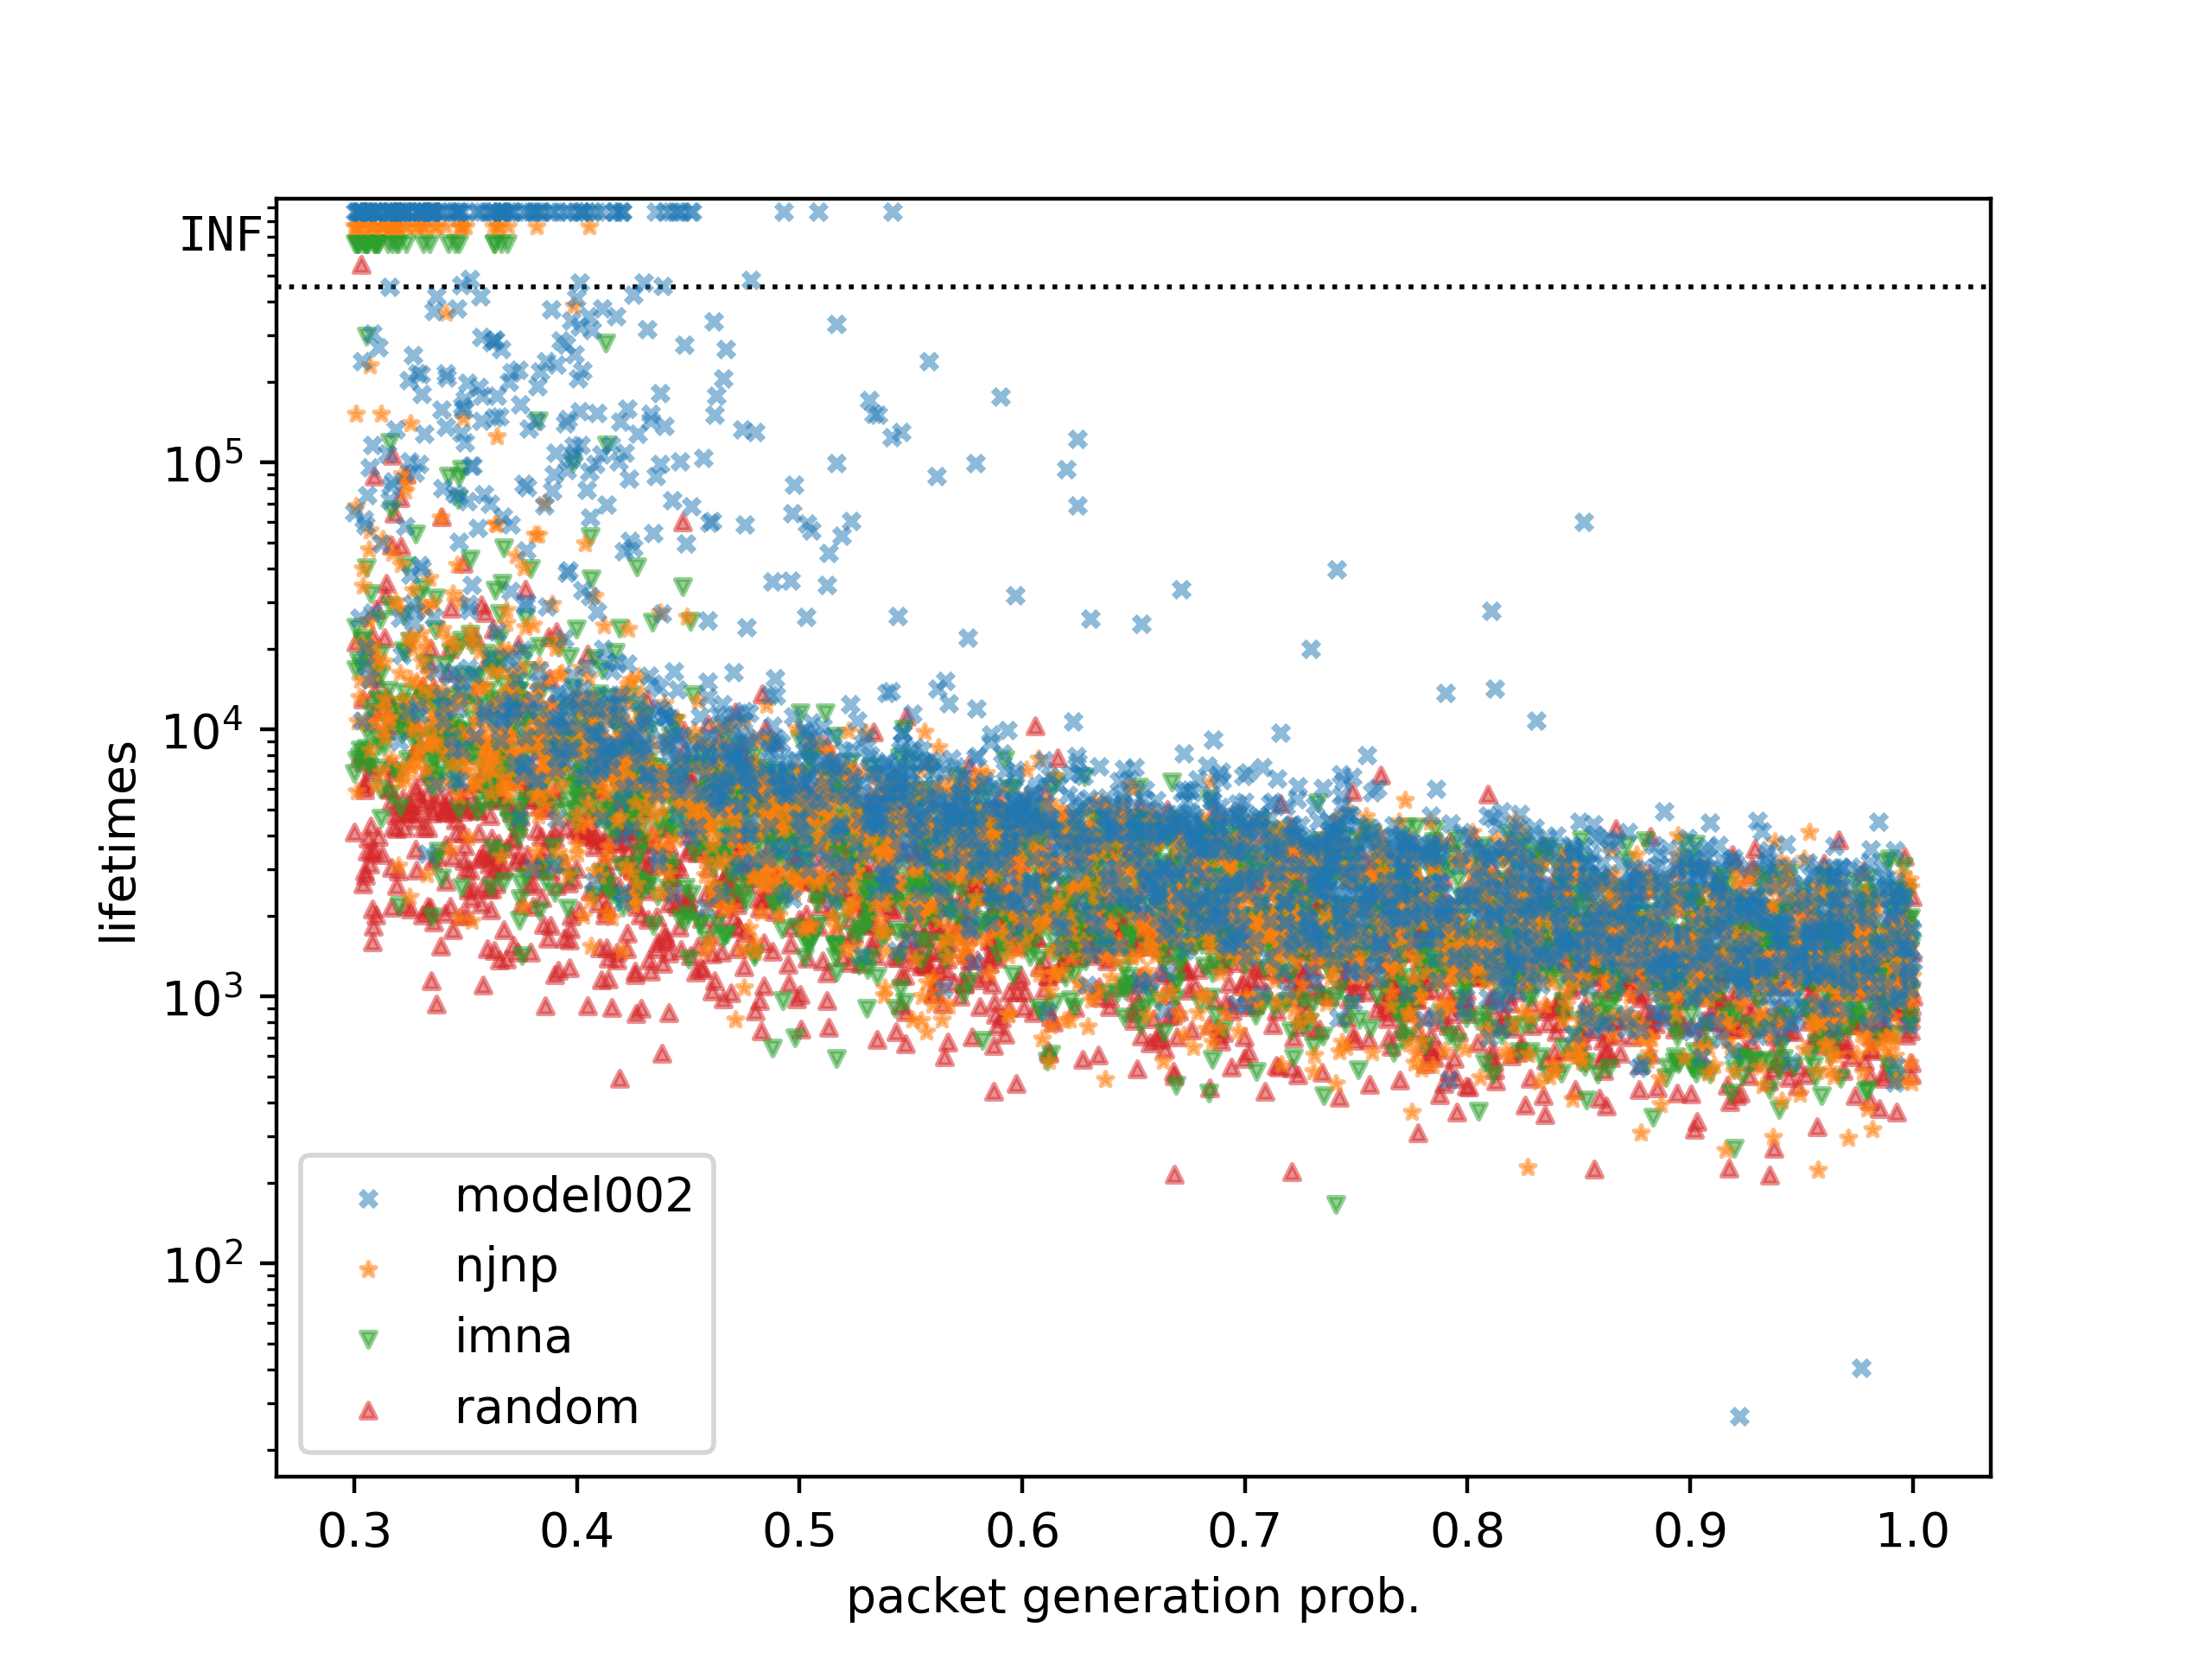 INF
10^5
10^4
10^3
10^2
lifetimes
model002
njnp
imna
random
0.3 0.4 0.5 0.6 0.7 0.8 0.9 1.0
packet generation prob.